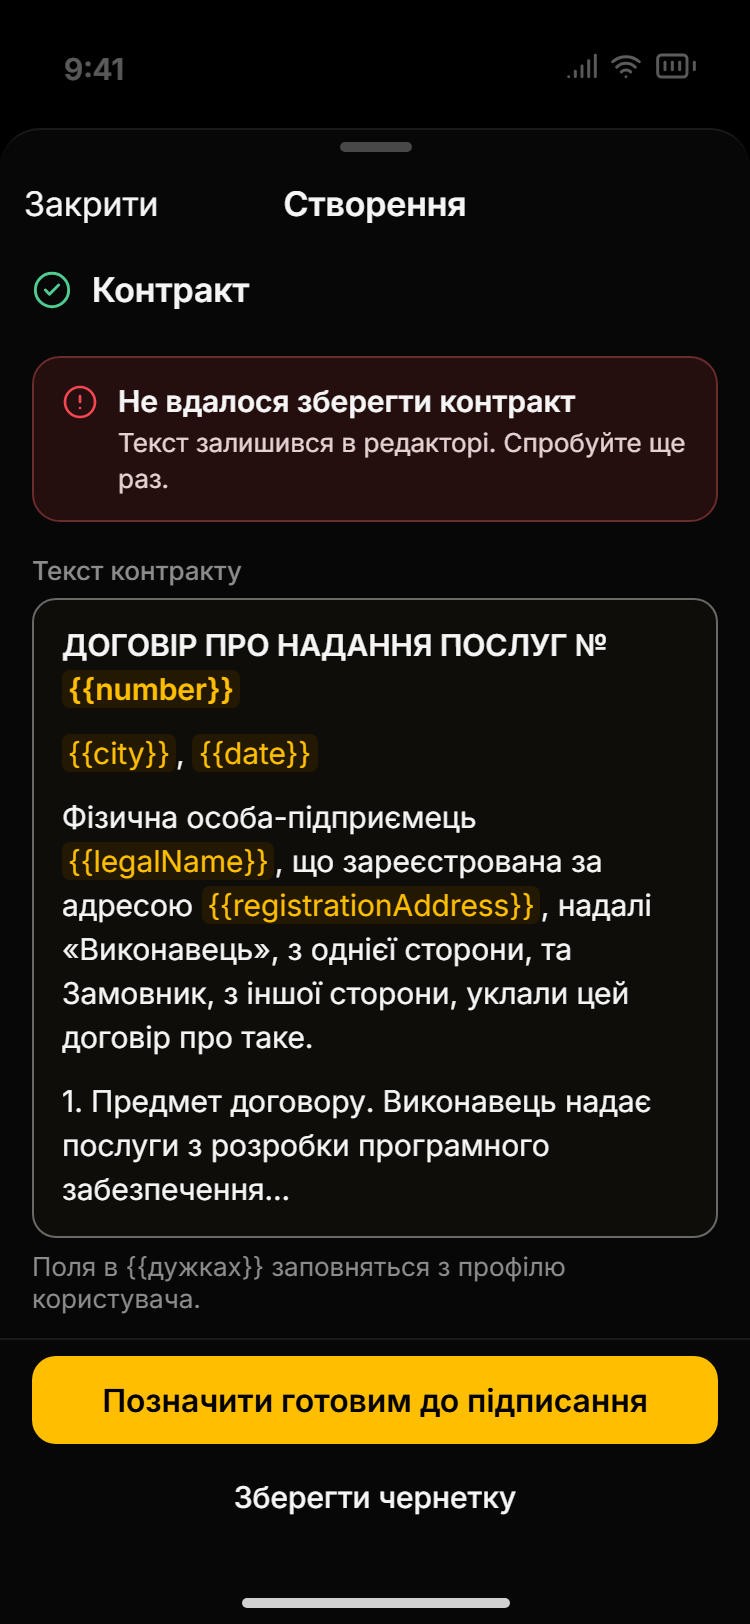 9:41
Закрити
Створення
Контракт
Не вдалося зберегти контракт
Текст залишився в редакторі. Спробуйте ще
раз.
Текст контракту
ДОГОВІР ПРО НАДАННЯ ПОСЛУГ №
{{number}}
{{city}}, {{date}}
Фізична особа-підприємець
{{legalName}}, що зареєстрована за
адресою {{registrationAddress}}, надалі
«Виконавець», з однієї сторони, та
Замовник, з іншої сторони, уклали цей
договір про таке.
1. Предмет договору. Виконавець надає
послуги з розробки програмного
забезпечення...
Поля в {{дужках}} заповняться з профілю
користувача.
Позначити готовим до підписання
Зберегти чернетку